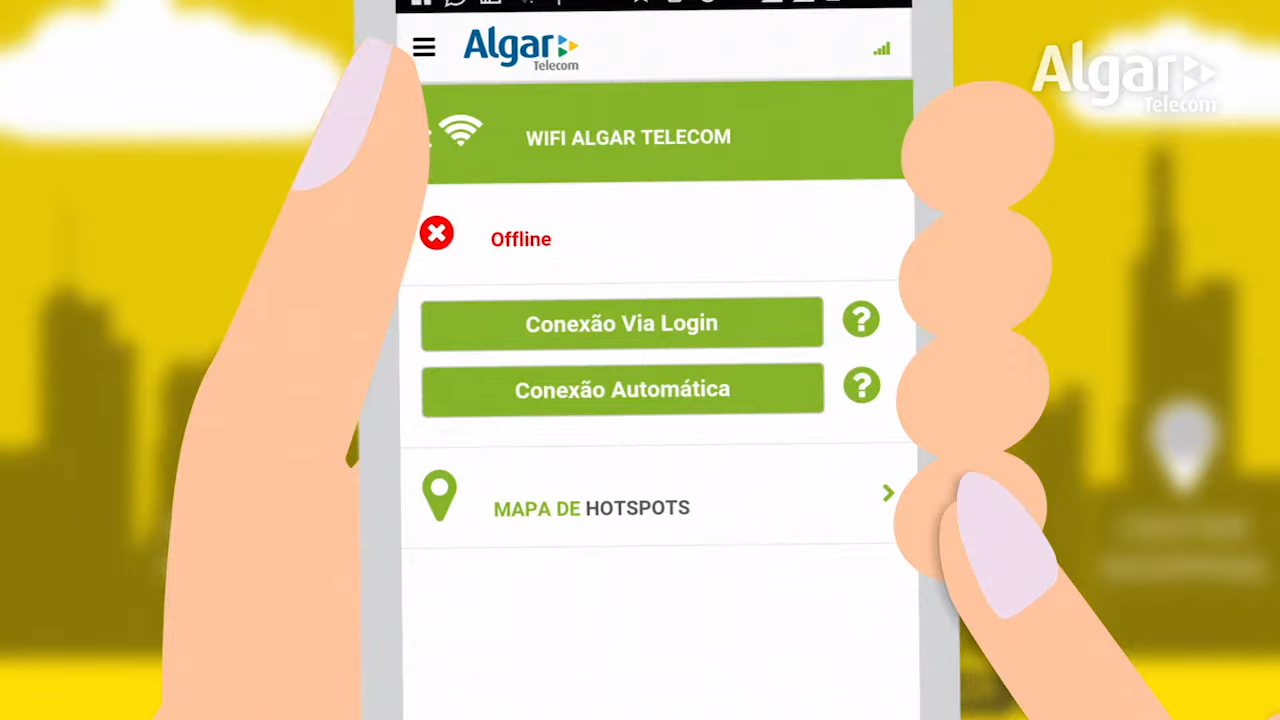 Algar
Telecom
Algar
Telecom
WIFI ALGAR TELECOM
Offline
Conexão Via Login
?
Conexão Automática
?
MAPA DE HOTSPOTS